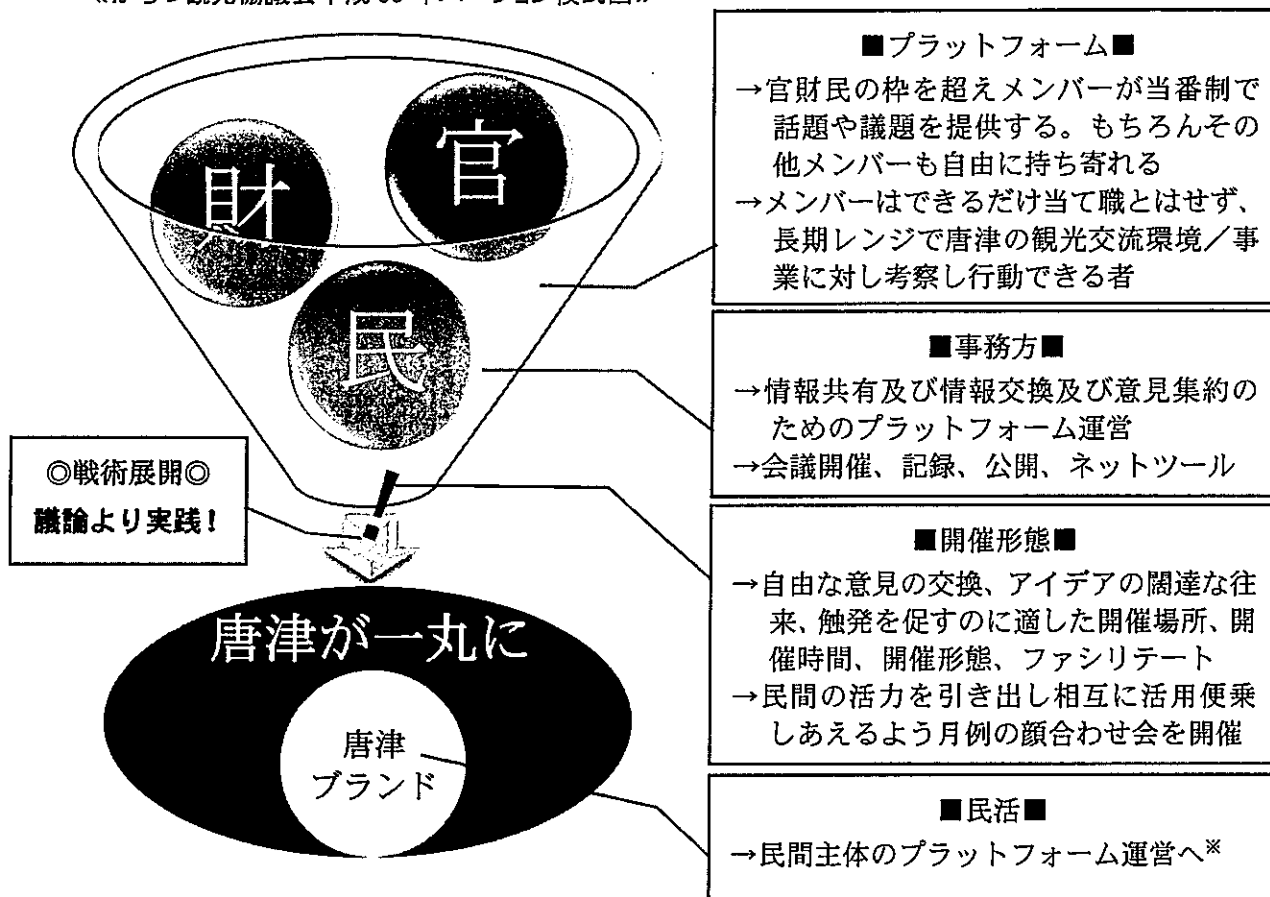 財
官
民
◎戦術展開◎
議論より実践!
唐津が一丸に
唐津
ブランド
■プラットフォーム■
→官財民の枠を超えメンバーが当番制で
話題や議題を提供する。もちろんその
他メンバーも自由に持ち寄れる
→メンバーはできるだけ当て職とはせず、
長期レンジで唐津の観光交流環境／事
業に対し考察し行動できる者
■事務方■
→情報共有及び情報交換及び意見集約の
ためのプラットフォーム運営
→会議開催、記録、公開、ネットツール
■開催形態■
→自由な意見の交換、アイデアの闊達な往
来、触発を促すのに適した開催場所、開
催時間、開催形態、ファシリテート
→民間の活力を引き出し相互に活用便乗
しあえるよう月例の顔合わせ会を開催
■民活■
→民間主体のプラットフォーム運営へ※